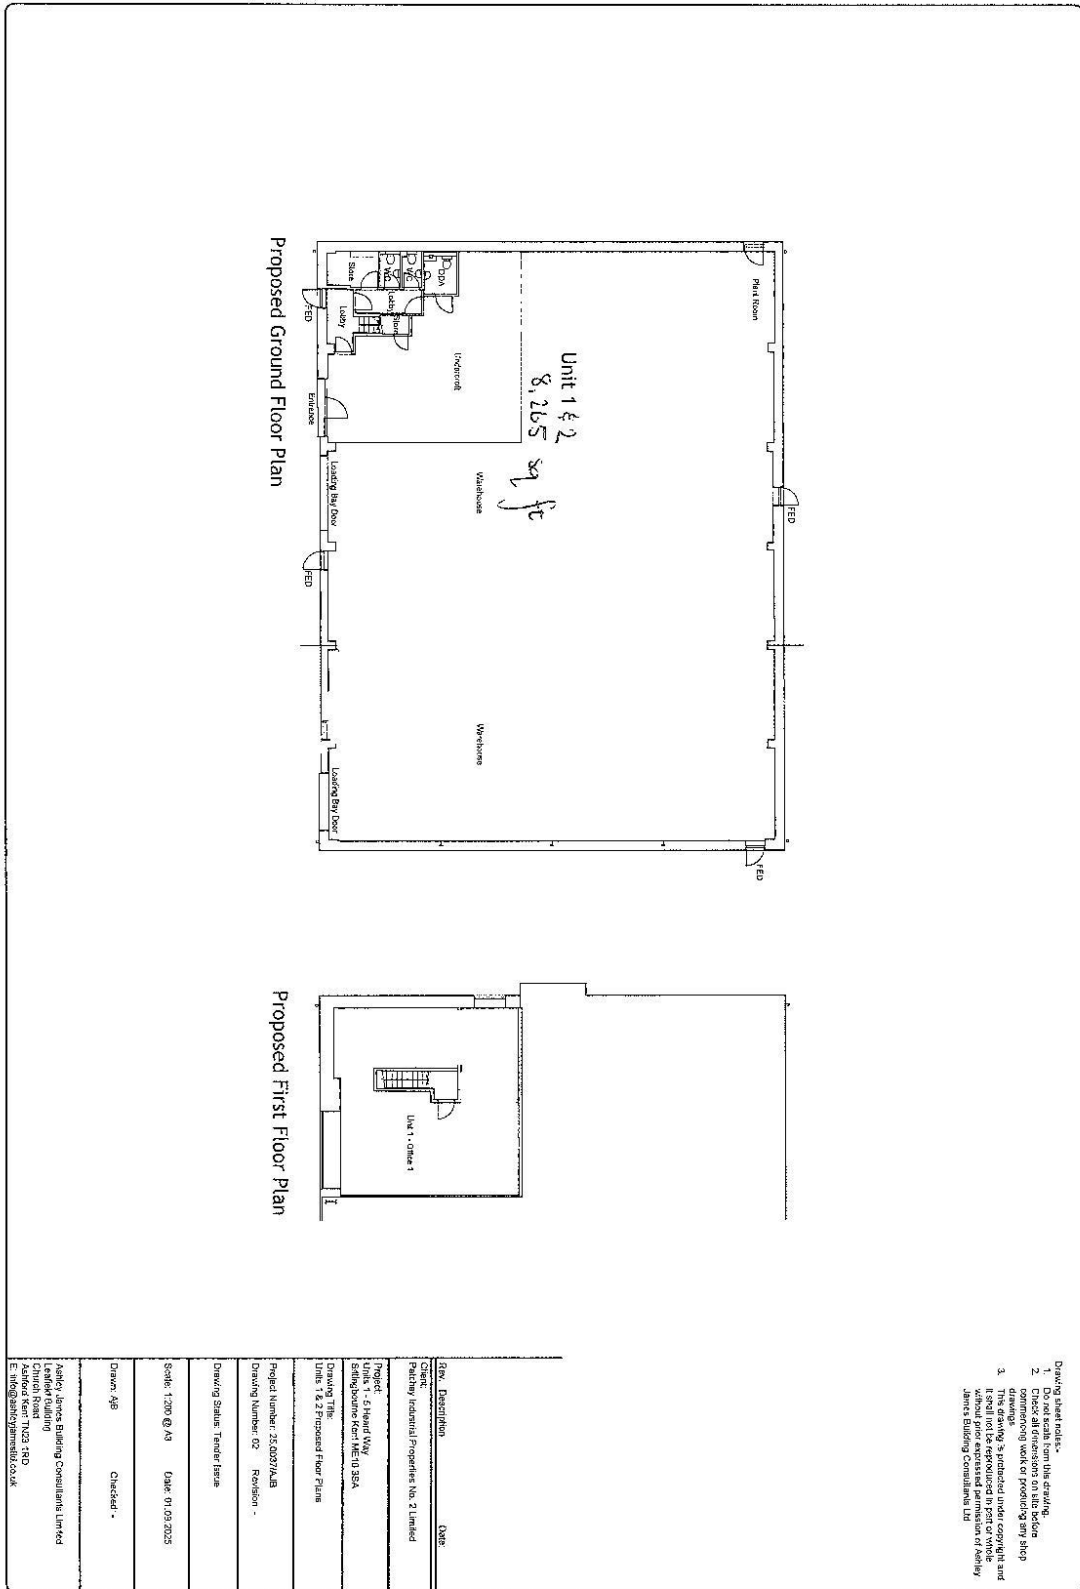 Drawing sheet notes:-
1. Do not scale from this drawing.
2. Check all dimensions on site before
commencing work or producing any shop
drawings.
3. This drawing is protected under copyright and
it shall not be reproduced in part or whole
without prior expressed permission of Ashley
James Building Consultants Ltd
Plant Room
FED
FED
Unit 1 & 2
8,265 sq ft
DDA
WC
WC
Store
Lobby
Store
Lobby
Undercroft
Warehouse
Warehouse
FED
Entrance
Loading Bay Door
FED
Loading Bay Door
Proposed Ground Floor Plan
Unit 1 - Office 1
Proposed First Floor Plan
Rev. Description Date:
Client:
Patchey Industrial Properties No. 2 Limited
Project:
Units 1 - 5 Heard Way
Sittingbourne Kent ME10 3SA
Drawing Title:
Units 1 & 2 Proposed Floor Plans
Project Number: 25.0037/AJB
Drawing Number: 02 Revision -
Drawing Status: Tender Issue
Scale: 1:200 @ A3 Date: 01.09.2025
Drawn: AjB Checked: -
Ashley James Building Consultants Limited
Leafield Building
Church Road
Ashford Kent TN23 1RD
E: info@ashleyjamesltd.co.uk